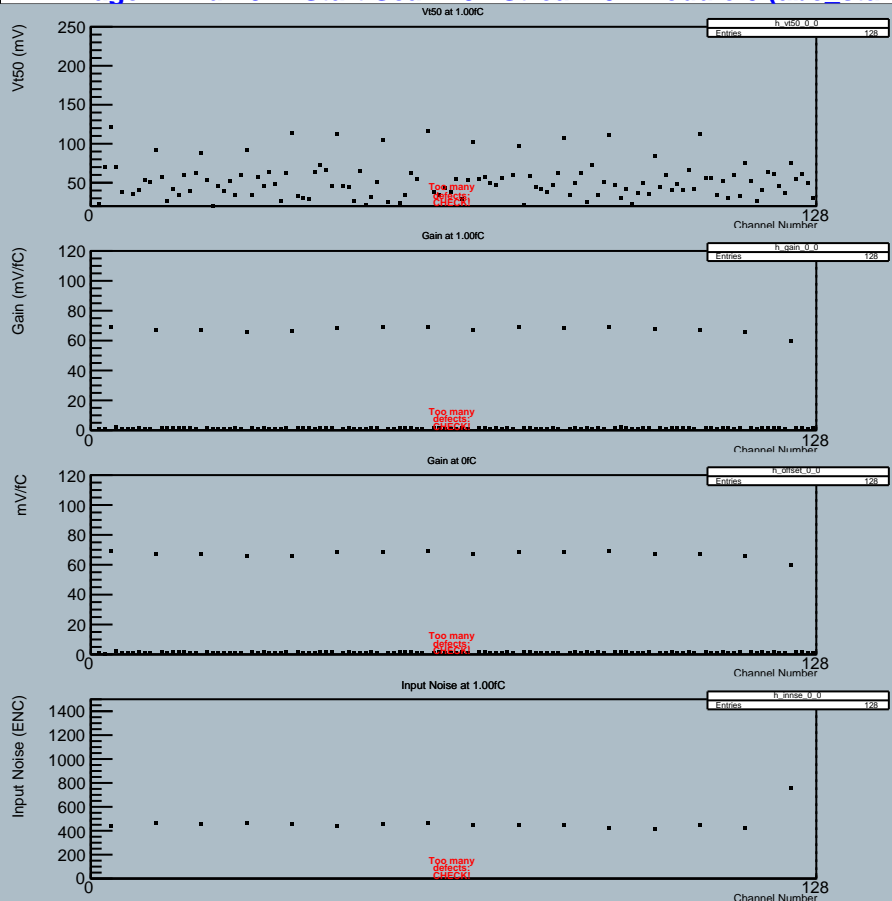 Vt50 at 1.00fC
h_vt50_0_0
Entries 128
Vt50 (mV)
250
200
150
100
50
0
Too many
defects:
CHECK!
128
Channel Number
Gain at 1.00fC
h_gain_0_0
Entries 128
Gain (mV/fC)
120
100
80
60
40
20
0
Too many
defects:
CHECK!
128
Channel Number
Gain at 0fC
h_offset_0_0
Entries 128
mV/fC
120
100
80
60
40
20
0
Too many
defects:
CHECK!
128
Channel Number
Input Noise at 1.00fC
h_innse_0_0
Entries 128
Input Noise (ENC)
1400
1200
1000
800
600
400
200
0
Too many
defects:
CHECK!
0
128
Channel Number